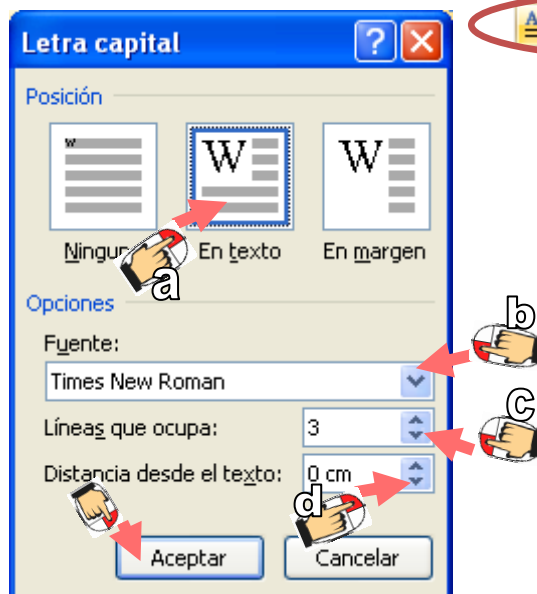 Letra capital
Posición
W
W
W
En texto
En margen
a
Opciones
Fuente:
b
Times New Roman
c
Líneas que ocupa:
3
Distancia desde el texto:
0 cm
d
Aceptar
Cancelar